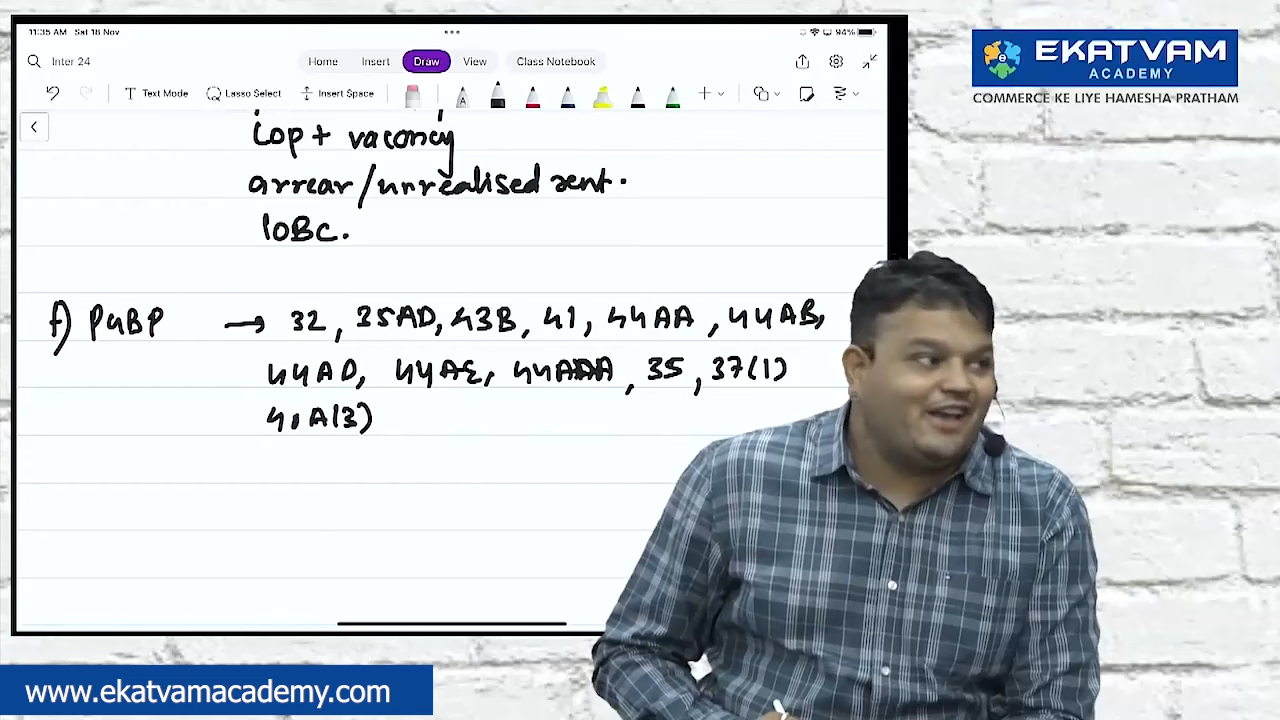 11:35 AM Sat 18 Nov
94%
Inter 24
Home Insert Draw View Class Notebook
Text Mode Lasso Select Insert Space
EKATVAM
ACADEMY
COMMERCE KE LIYE HAMESHA PRATHAM
Lop + vacancy
arrear/unrealised rent.
IOBC.
f) PGBP → 32, 35AD, 43B, 41, 44AA, 44AB,
44AD, 44AE, 44ADA, 35, 37(1)
40A(3)
www.ekatvamacademy.com